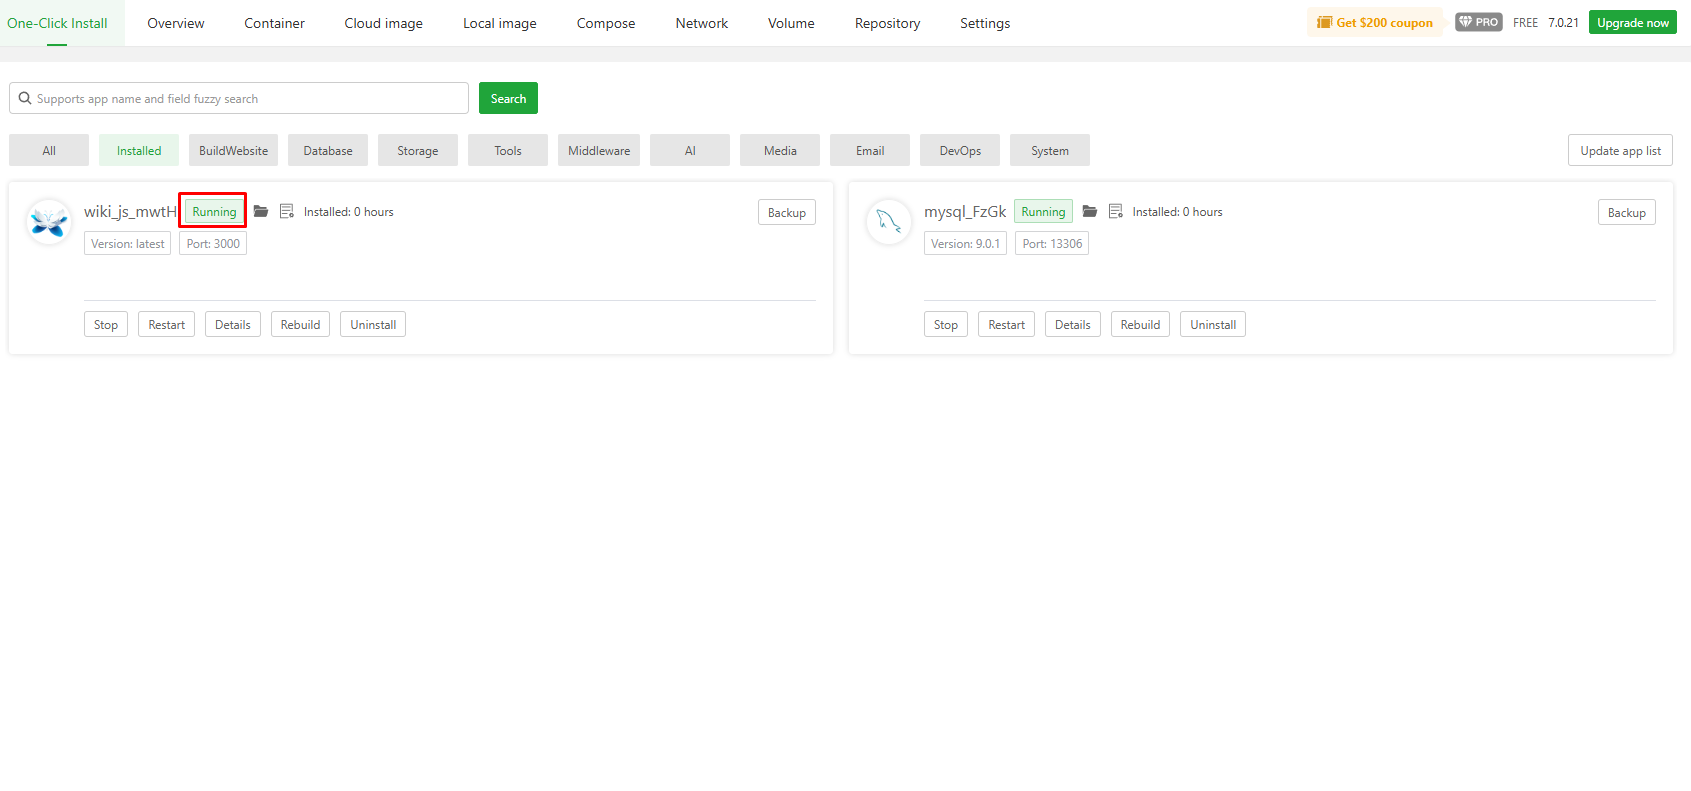 One-Click Install Overview Container Cloud image Local image Compose Network Volume Repository Settings Get $200 coupon PRO FREE 7.0.21 Upgrade now
Supports app name and field fuzzy search Search
All Installed BuildWebsite Database Storage Tools Middleware AI Media Email DevOps System Update app list
wiki_js_mwtH Running Installed: 0 hours Backup
Version: latest Port: 3000
Stop Restart Details Rebuild Uninstall
mysql_FzGk Running Installed: 0 hours Backup
Version: 9.0.1 Port: 13306
Stop Restart Details Rebuild Uninstall